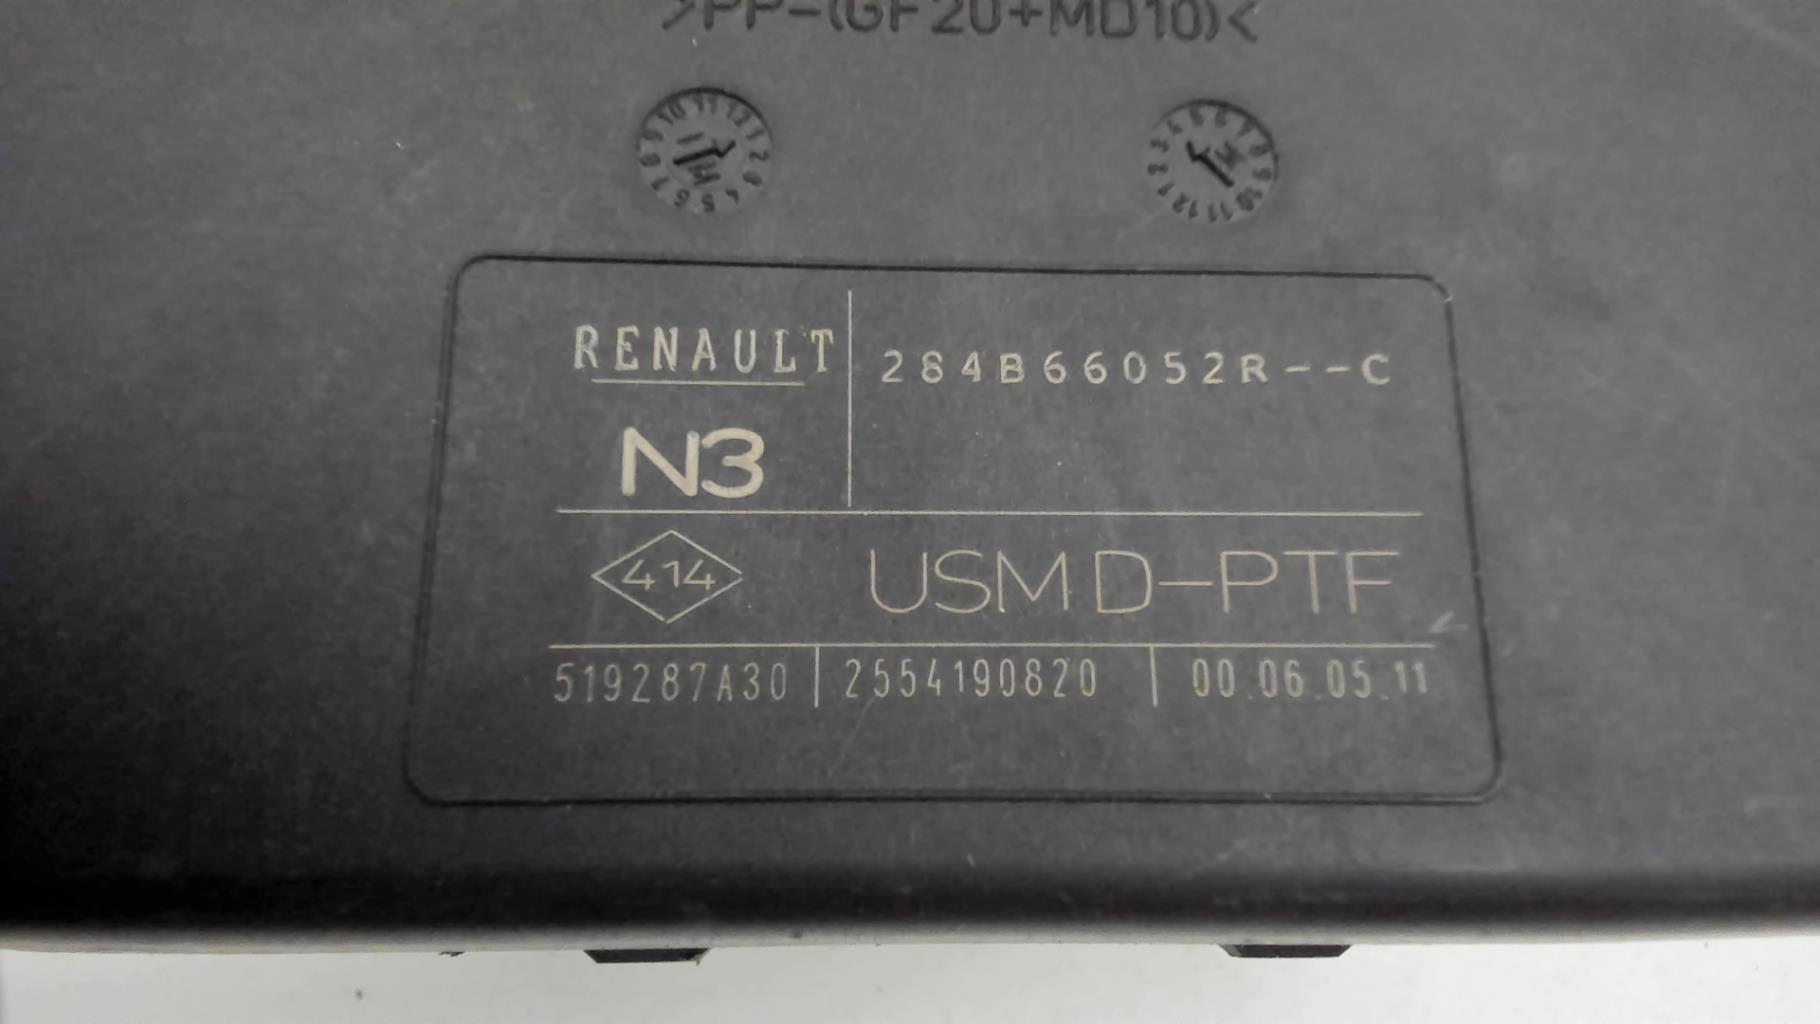 >PP-(GF20+MD10)<
RENAULT
284B66052R--C
N3
414
USM D-PTF
519287A30
2554190820
00.06.05.11